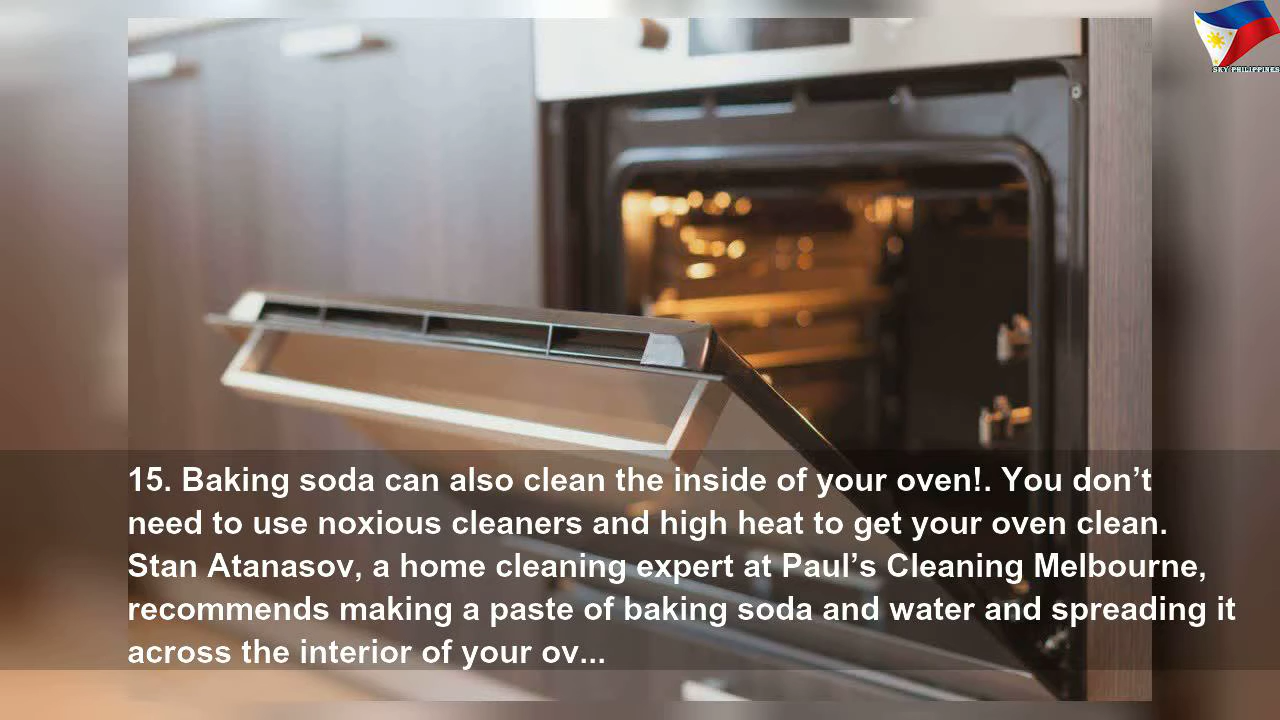 SKY PHILIPPINES
15. Baking soda can also clean the inside of your oven!. You don’t
need to use noxious cleaners and high heat to get your oven clean.
Stan Atanasov, a home cleaning expert at Paul’s Cleaning Melbourne,
recommends making a paste of baking soda and water and spreading it
across the interior of your ov...